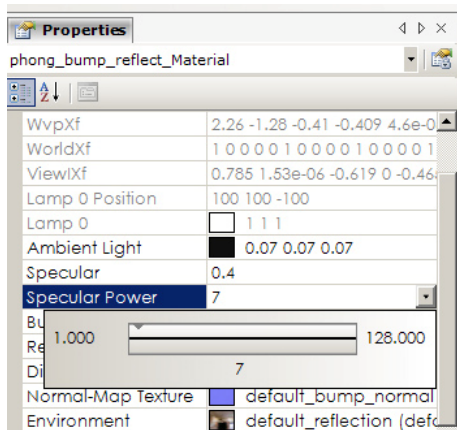 Properties
phong_bump_reflect_Material
WvpXf 2.26 -1.28 -0.41 -0.409 4.6e-0
WorldXf 1 0 0 0 0 1 0 0 0 0 1 0 0 0 0 1
ViewIXf 0.785 1.53e-06 -0.619 0 -0.46
Lamp 0 Position 100 100 -100
Lamp 0 1 1 1
Ambient Light 0.07 0.07 0.07
Specular 0.4
Specular Power 7
Bu
1.000 128.000
Re
Di 7
Normal-Map Texture default_bump_normal
Environment default_reflection (defa